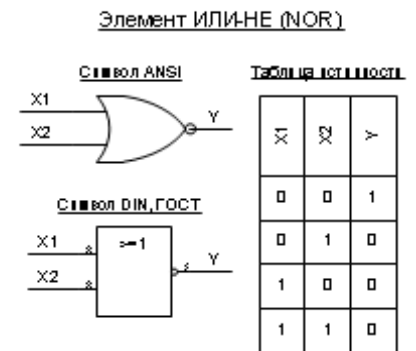 Элемент ИЛИ-НЕ (NOR)
Символ ANSI
X1
X2
Y
Символ DIN, ГОСТ
X1
X2
>=1
Y
Таблица истинности
X1 X2 Y
0 0 1
0 1 0
1 0 0
1 1 0